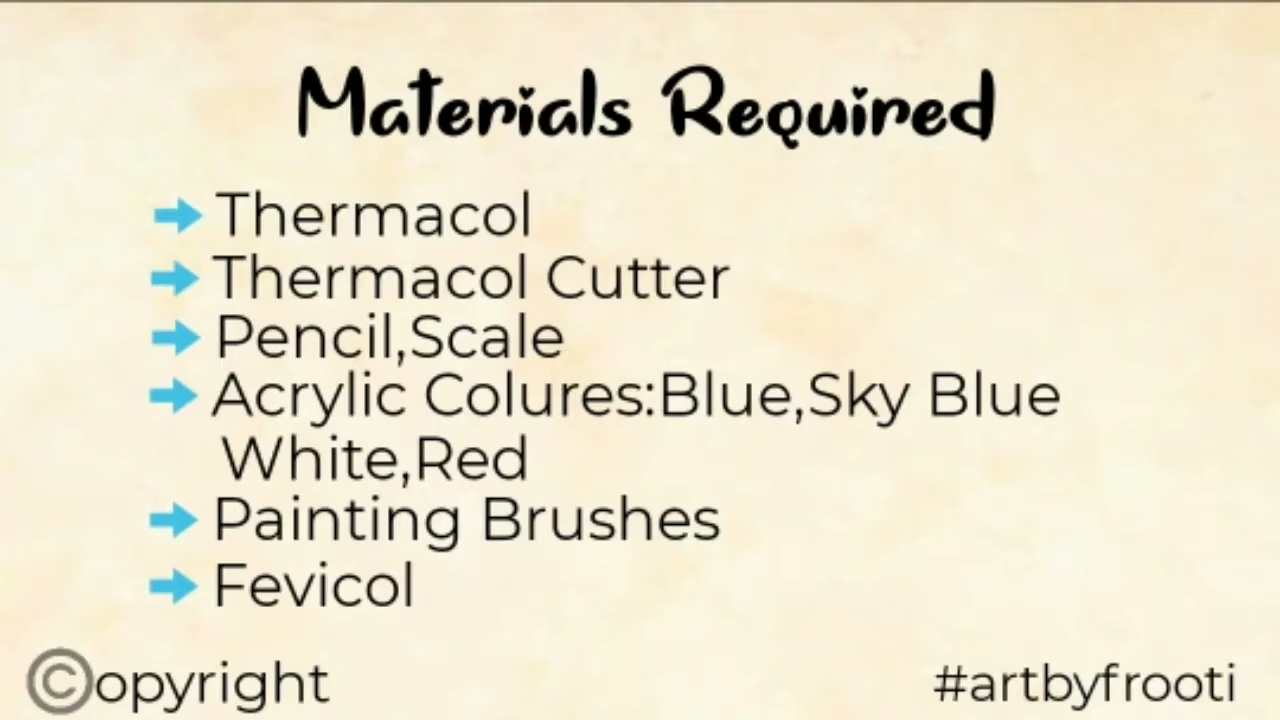 Materials Required
Thermacol
Thermacol Cutter
Pencil,Scale
Acrylic Colures:Blue,Sky Blue
White,Red
Painting Brushes
Fevicol
©opyright
#artbyfrooti